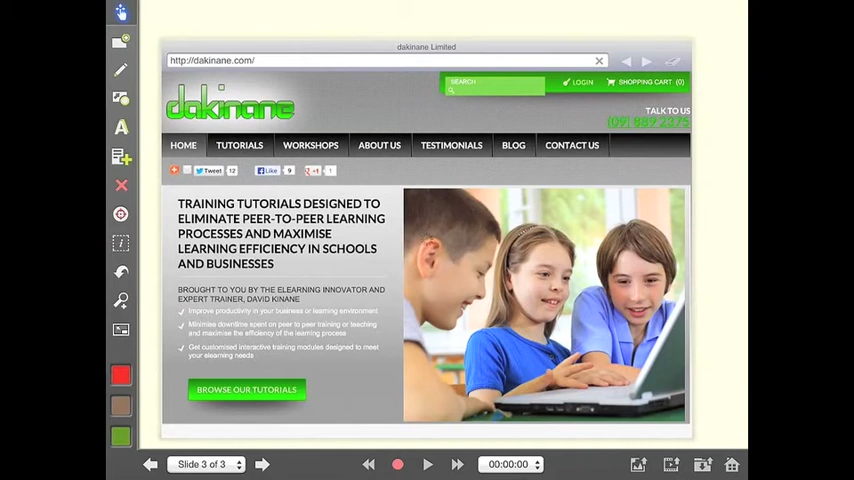 dakinane Limited
http://dakinane.com/
SEARCH
LOGIN
SHOPPING CART (0)
dakinane
TALK TO US
(09) 889 2375
HOME TUTORIALS WORKSHOPS ABOUT US TESTIMONIALS BLOG CONTACT US
Tweet 12 Like 9 +1 1
TRAINING TUTORIALS DESIGNED TO
ELIMINATE PEER-TO-PEER LEARNING
PROCESSES AND MAXIMISE
LEARNING EFFICIENCY IN SCHOOLS
AND BUSINESSES
BROUGHT TO YOU BY THE ELEARNING INNOVATOR AND
EXPERT TRAINER, DAVID KINANE
Improve productivity in your business or learning environment
Minimise downtime spent on peer to peer training or teaching
and maximise the efficiency of the learning process
Get customised interactive training modules designed to meet
your elearning needs
BROWSE OUR TUTORIALS
Slide 3 of 3
00:00:00